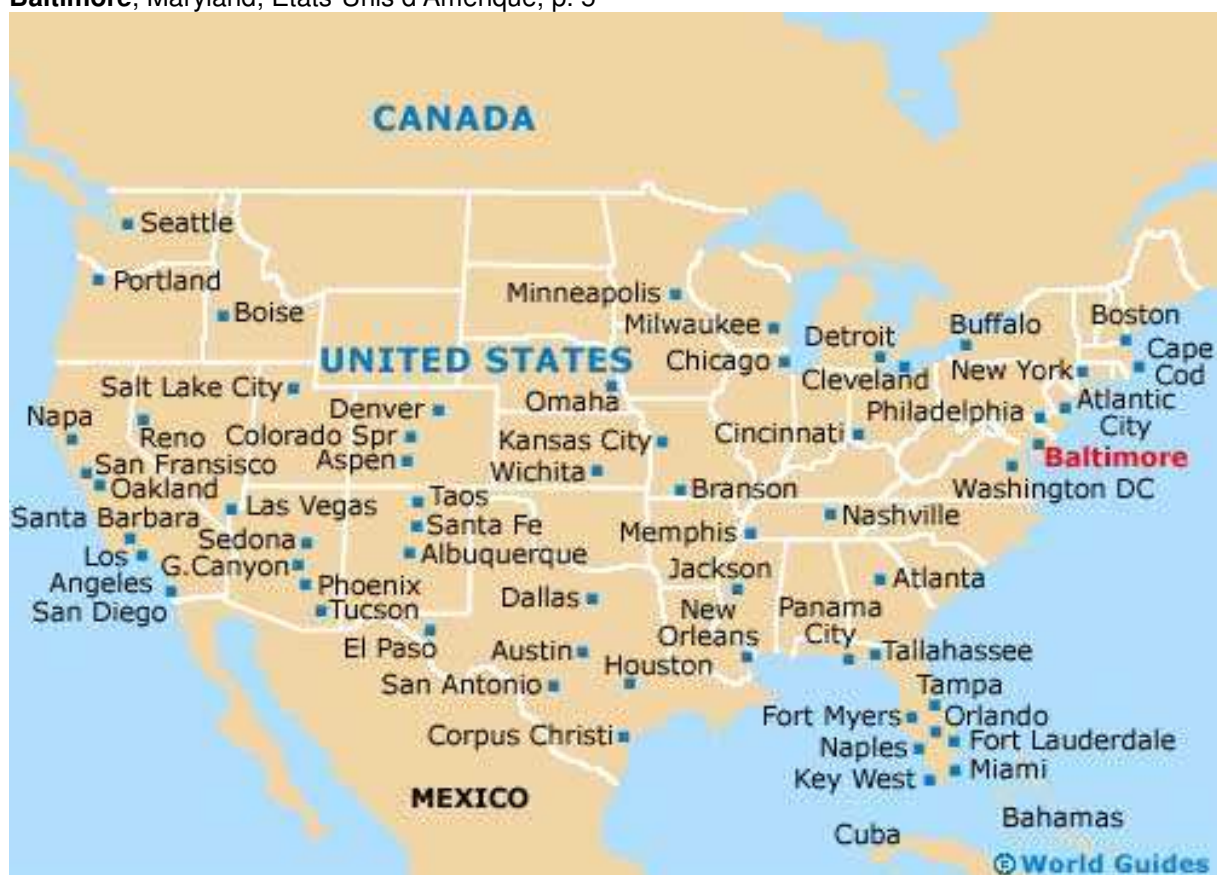 Baltimore, Maryland, États-Unis d'Amérique, p. 5
CANADA
Seattle
Portland
Boise
Minneapolis
Milwaukee
Detroit
Buffalo
Boston
UNITED STATES
Chicago
Cleveland
New York
Cape
Cod
Salt Lake City
Denver
Omaha
Philadelphia
Atlantic
City
Napa
Reno
Colorado Spr
Kansas City
Cincinnati
Baltimore
San Fransisco
Aspen
Wichita
Washington DC
Oakland
Las Vegas
Taos
Branson
Santa Barbara
Sedona
Santa Fe
Memphis
Nashville
Los
Angeles
G.Canyon
Albuquerque
Jackson
Atlanta
San Diego
Phoenix
Tucson
Dallas
New
Orleans
Panama
City
El Paso
Austin
Houston
Tallahassee
San Antonio
Tampa
Corpus Christi
Fort Myers
Orlando
Naples
Fort Lauderdale
Key West
Miami
MEXICO
Cuba
Bahamas
© World Guides